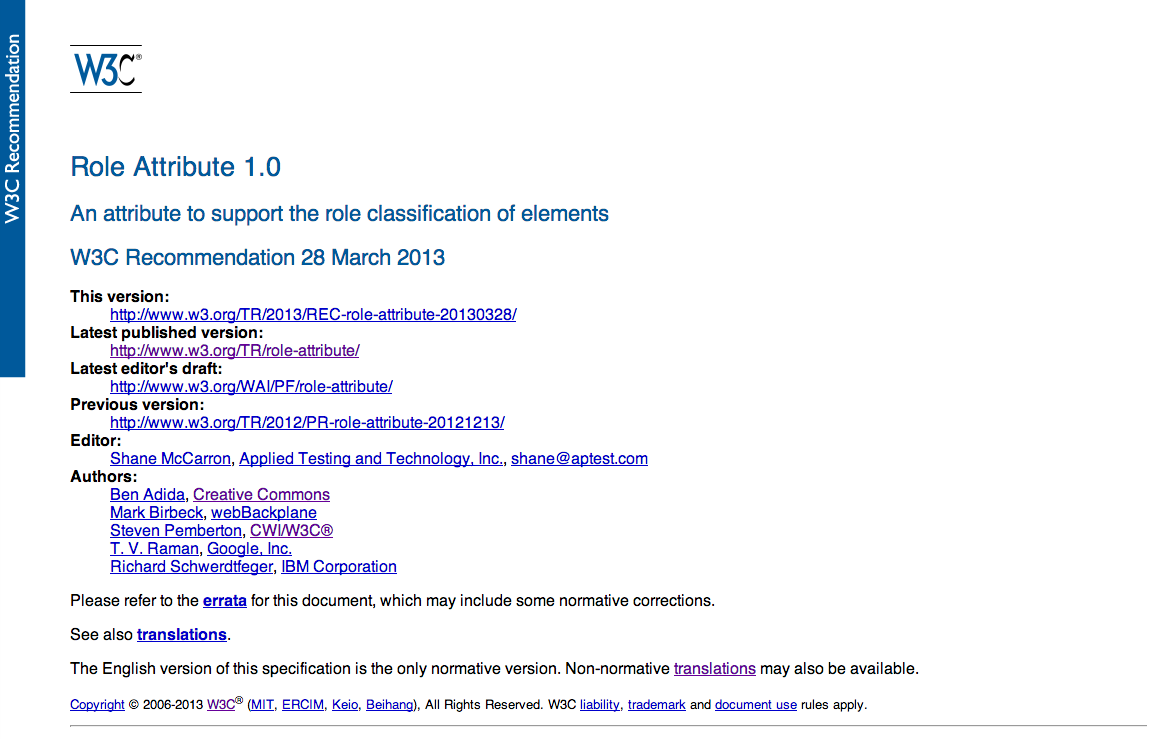 W3C Recommendation
W3C®
Role Attribute 1.0
An attribute to support the role classification of elements
W3C Recommendation 28 March 2013
This version:
http://www.w3.org/TR/2013/REC-role-attribute-20130328/
Latest published version:
http://www.w3.org/TR/role-attribute/
Latest editor's draft:
http://www.w3.org/WAI/PF/role-attribute/
Previous version:
http://www.w3.org/TR/2012/PR-role-attribute-20121213/
Editor:
Shane McCarron, Applied Testing and Technology, Inc., shane@aptest.com
Authors:
Ben Adida, Creative Commons
Mark Birbeck, webBackplane
Steven Pemberton, CWI/W3C®
T. V. Raman, Google, Inc.
Richard Schwerdtfeger, IBM Corporation
Please refer to the errata for this document, which may include some normative corrections.
See also translations.
The English version of this specification is the only normative version. Non-normative translations may also be available.
Copyright © 2006-2013 W3C® (MIT, ERCIM, Keio, Beihang), All Rights Reserved. W3C liability, trademark and document use rules apply.